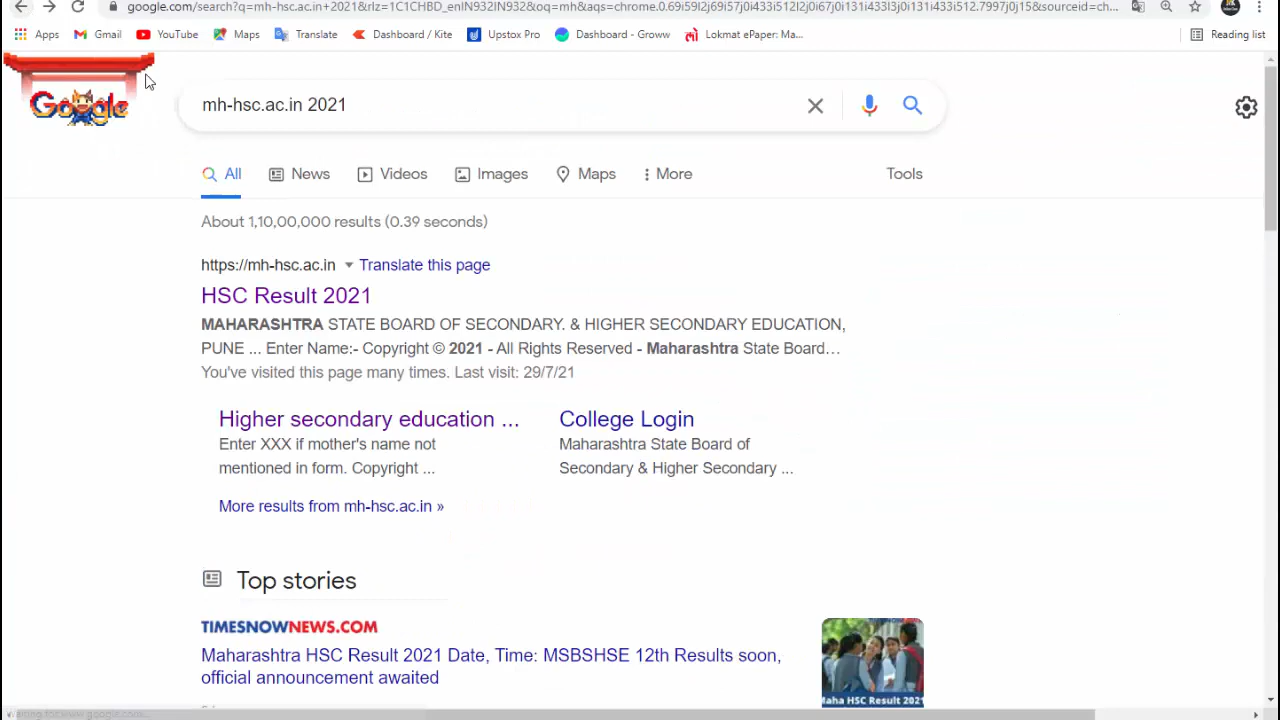 google.com/search?q=mh-hsc.ac.in+2021&rlz=1C1CHBD_enIN932IN932&oq=mh&aqs=chrome.0.69i59l2j69i57j0i433i512l2j0i67j0i131i433l3j0i131i433i512.7997j0j15&sourceid=ch...
Apps Gmail YouTube Maps Translate Dashboard / Kite Upstox Pro Dashboard - Groww Lokmat ePaper: Ma... Reading list
Google
mh-hsc.ac.in 2021
All News Videos Images Maps More Tools
About 1,10,00,000 results (0.39 seconds)
https://mh-hsc.ac.in Translate this page
HSC Result 2021
MAHARASHTRA STATE BOARD OF SECONDARY. & HIGHER SECONDARY EDUCATION,
PUNE ... Enter Name:- Copyright © 2021 - All Rights Reserved - Maharashtra State Board…
You've visited this page many times. Last visit: 29/7/21
Higher secondary education ...
Enter XXX if mother's name not
mentioned in form. Copyright ...
College Login
Maharashtra State Board of
Secondary & Higher Secondary ...
More results from mh-hsc.ac.in »
Top stories
TIMESNOWNEWS.COM
Maharashtra HSC Result 2021 Date, Time: MSBSHSE 12th Results soon,
official announcement awaited
Maha HSC Result 2021
Waiting for www.google.com...